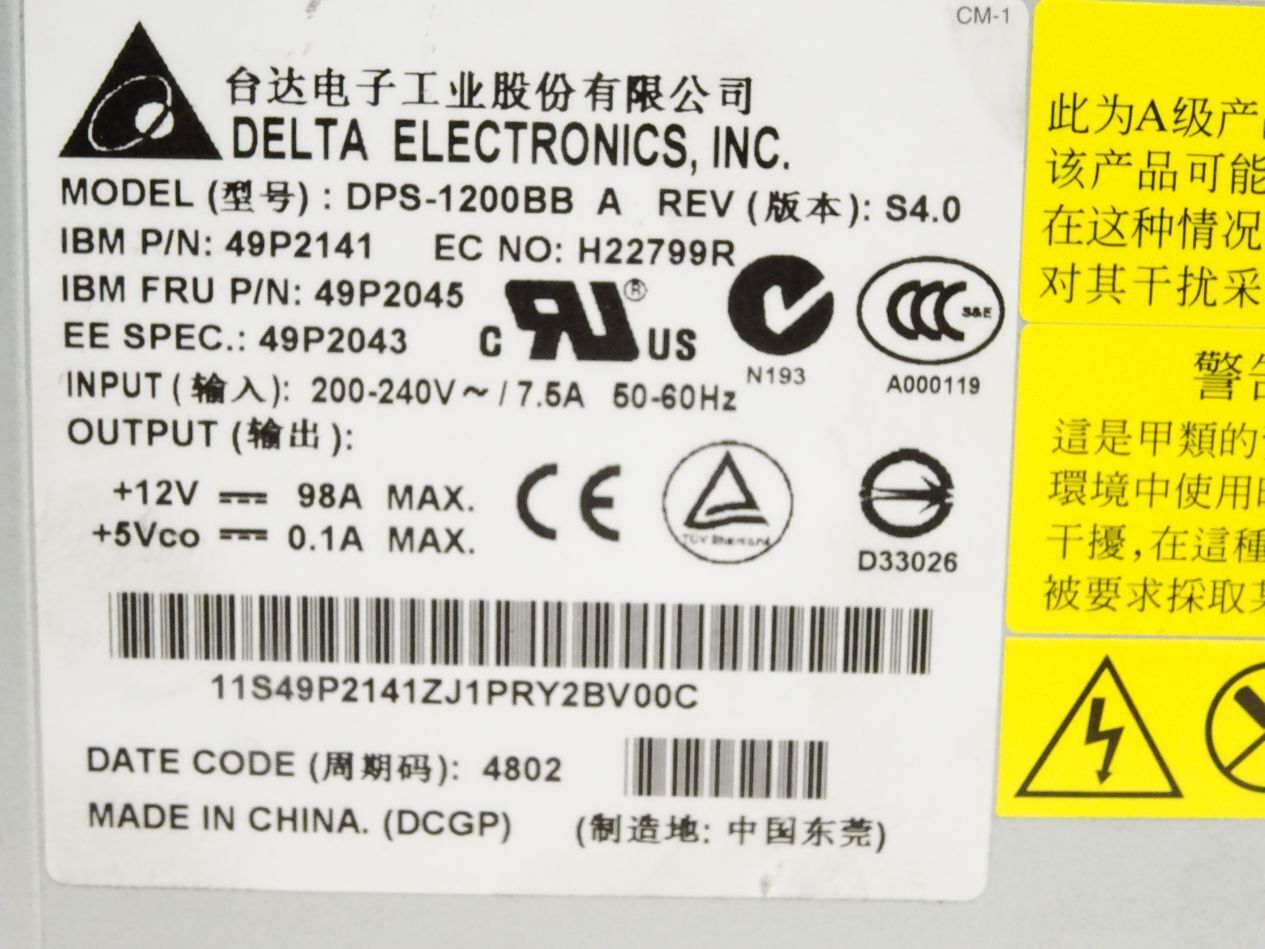 CM-1
台达电子工业股份有限公司
DELTA ELECTRONICS, INC.
MODEL (型号) : DPS-1200BB A REV (版本): S4.0
IBM P/N: 49P2141 EC NO: H22799R
IBM FRU P/N: 49P2045
EE SPEC.: 49P2043
C RU ® US
N193
CCC S&E
A000119
INPUT (输入): 200-240V ~ / 7.5A 50-60Hz
OUTPUT (输出):
+12V ⎓ 98A MAX.
+5Vco ⎓ 0.1A MAX.
CE
TÜV Rheinland
D33026
11S49P2141ZJ1PRY2BV00C
DATE CODE (周期码): 4802
MADE IN CHINA. (DCGP) (制造地: 中国东莞)
此为A级产
该产品可能
在这种情况
对其干扰采
警告
這是甲類的
環境中使用
干擾,在這種
被要求採取